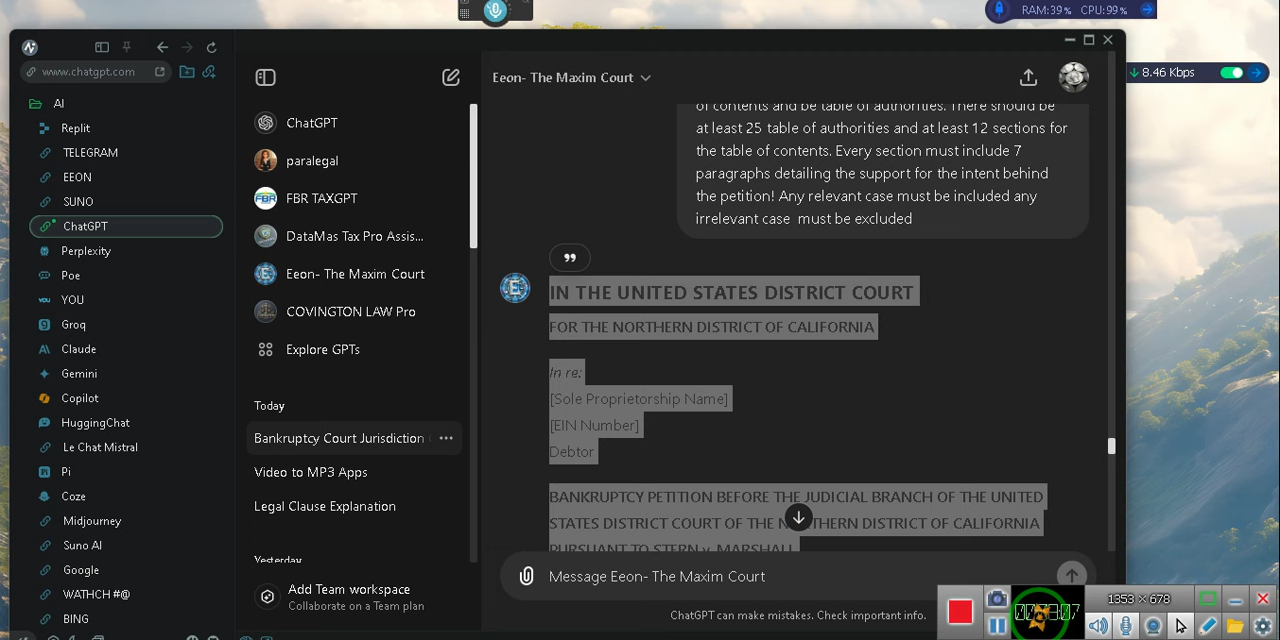 RAM:39% CPU:99%
www.chatgpt.com
8.46 Kbps
AI
Replit
TELEGRAM
EEON
SUNO
ChatGPT
Perplexity
Poe
YOU
Groq
Claude
Gemini
Copilot
HuggingChat
Le Chat Mistral
Pi
Coze
Midjourney
Suno AI
Google
WATHCH #@
BING
ChatGPT
paralegal
FBR TAXGPT
DataMas Tax Pro Assis...
Eeon- The Maxim Court
COVINGTON LAW Pro
Explore GPTs
Today
Bankruptcy Court Jurisdiction
Video to MP3 Apps
Legal Clause Explanation
Yesterday
Add Team workspace
Collaborate on a Team plan
Eeon- The Maxim Court
of contents and be table of authorities. There should be
at least 25 table of authorities and at least 12 sections for
the table of contents. Every section must include 7
paragraphs detailing the support for the intent behind
the petition! Any relevant case must be included any
irrelevant case must be excluded
IN THE UNITED STATES DISTRICT COURT
FOR THE NORTHERN DISTRICT OF CALIFORNIA
In re:
[Sole Proprietorship Name]
[EIN Number]
Debtor
BANKRUPTCY PETITION BEFORE THE JUDICIAL BRANCH OF THE UNITED
STATES DISTRICT COURT OF THE NORTHERN DISTRICT OF CALIFORNIA
PURSUANT TO STERN v. MARSHALL
Message Eeon- The Maxim Court
ChatGPT can make mistakes. Check important info.
1353 × 678